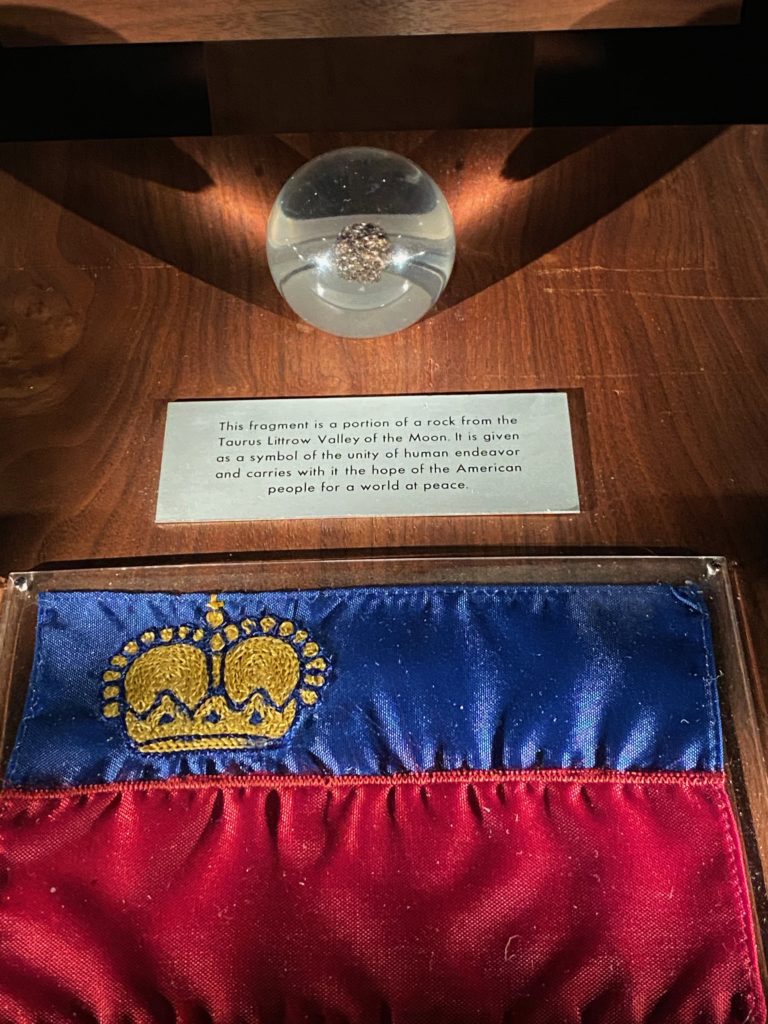 This fragment is a portion of a rock from the
Taurus Littrow Valley of the Moon. It is given
as a symbol of the unity of human endeavor
and carries with it the hope of the American
people for a world at peace.